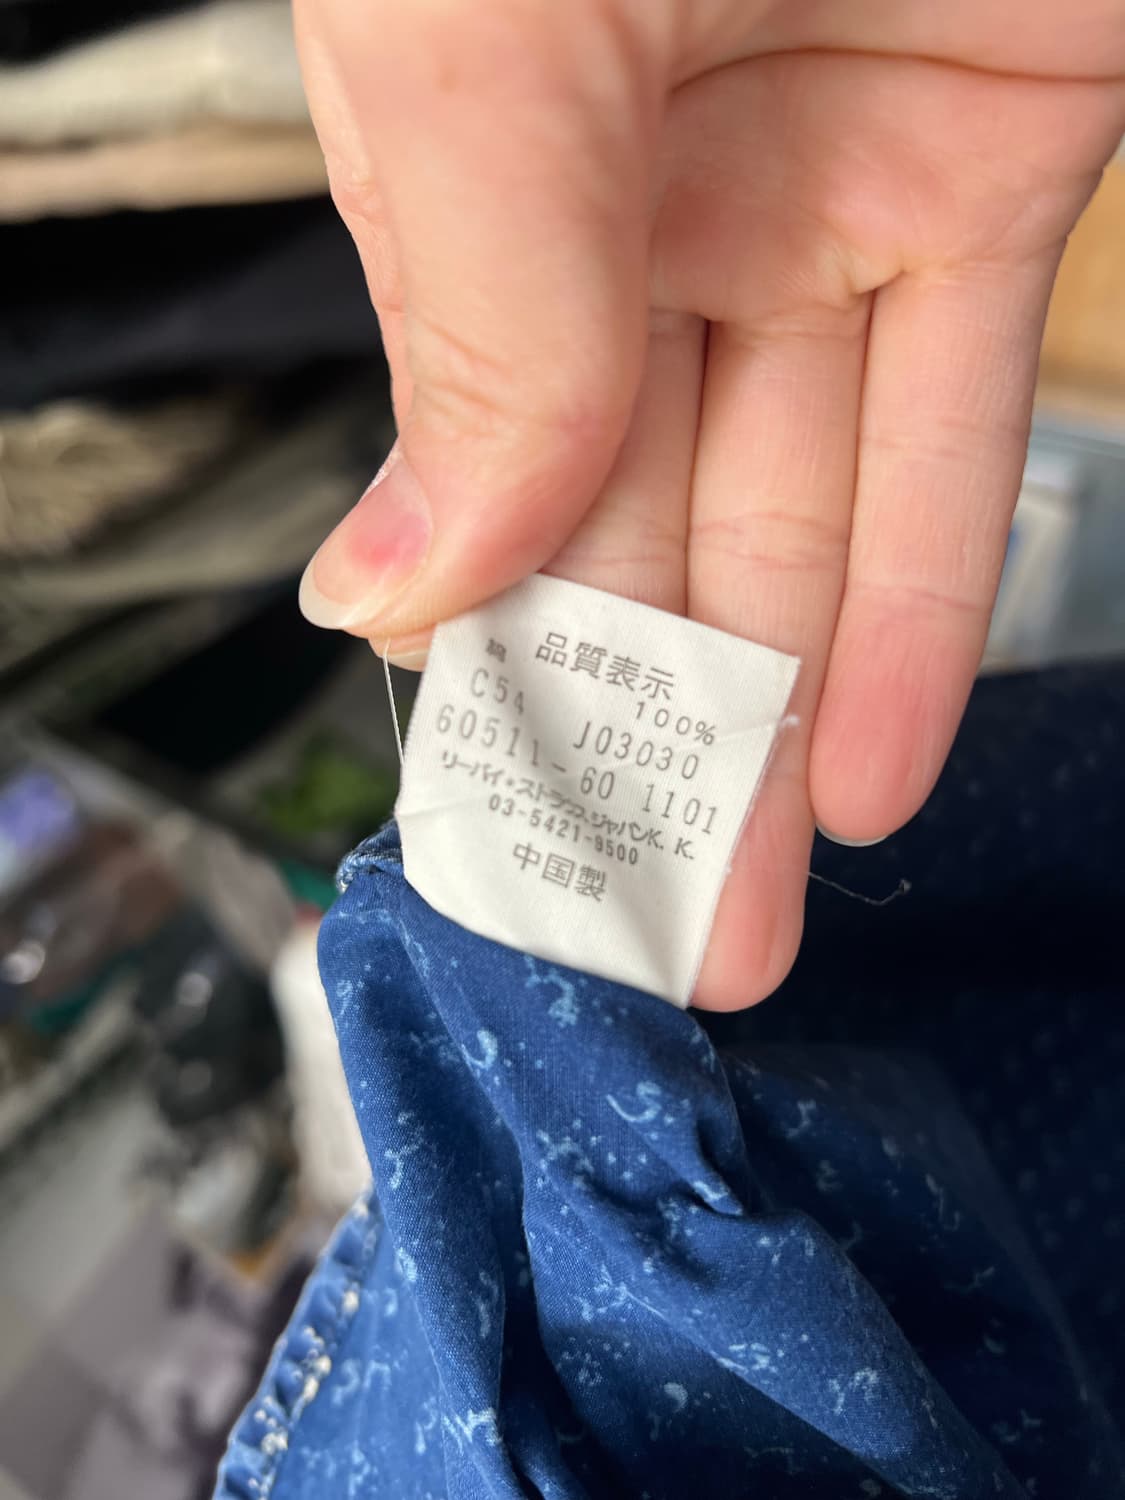 品質表示
綿 100%
C54 J03030
60511-60 1101
リーバイ・ストラウスジャパンK.K.
03-5421-9500
中国製